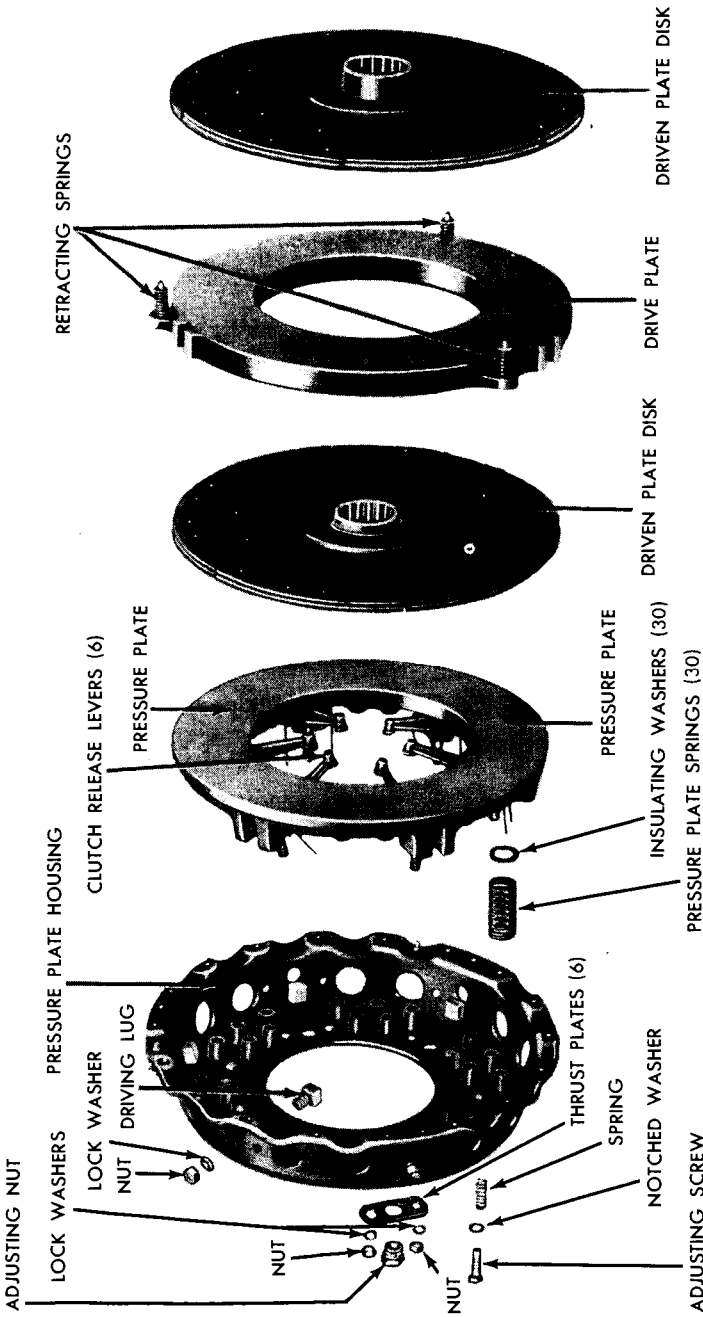 ADJUSTING NUT
LOCK WASHERS
LOCK WASHER
NUT
DRIVING LUG
PRESSURE PLATE HOUSING
CLUTCH RELEASE LEVERS (6)
PRESSURE PLATE
RETRACTING SPRINGS
NUT
NUT
THRUST PLATES (6)
SPRING
NOTCHED WASHER
ADJUSTING SCREW
PRESSURE PLATE
INSULATING WASHERS (30)
PRESSURE PLATE SPRINGS (30)
DRIVEN PLATE DISK
DRIVE PLATE
DRIVEN PLATE DISK